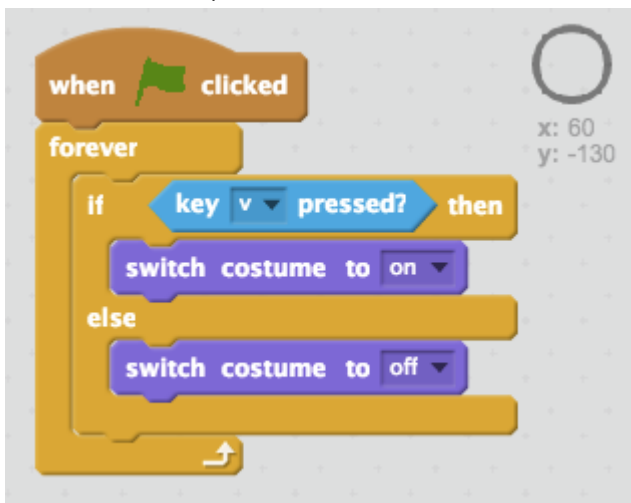 when clicked
x: 60
y: -130
forever
if key v pressed? then
switch costume to on
else
switch costume to off